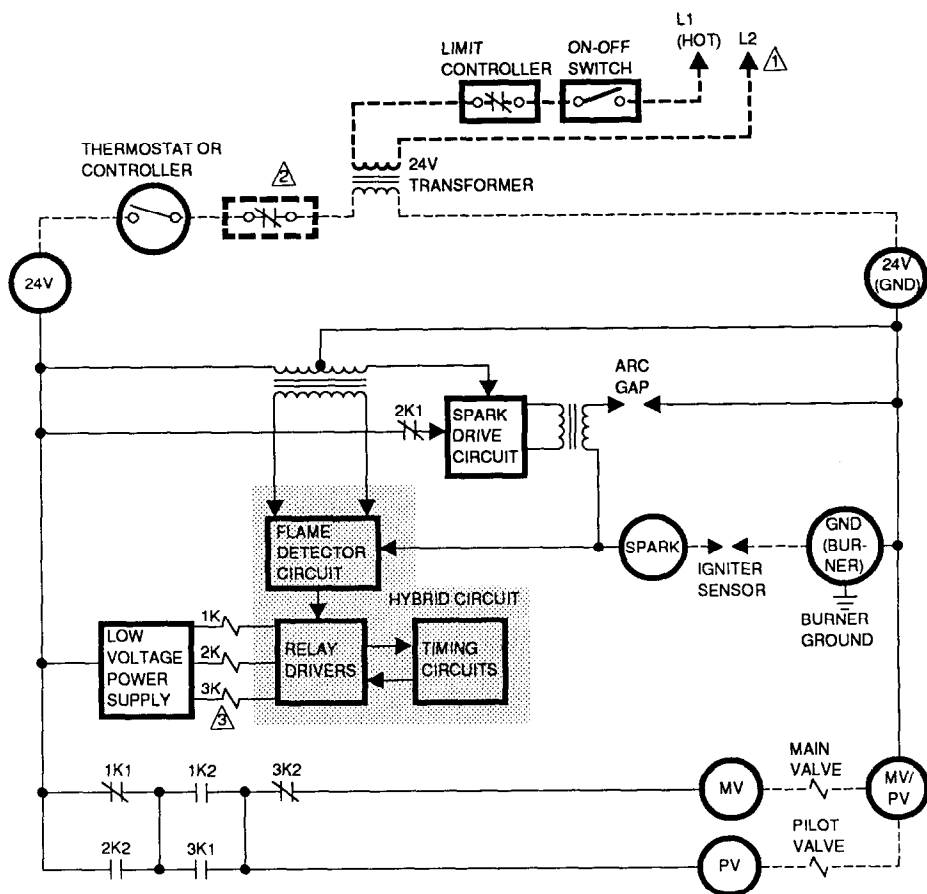 L1
(HOT)
L2
1
LIMIT
CONTROLLER
ON-OFF
SWITCH
THERMOSTAT OR
CONTROLLER
2
24V
TRANSFORMER
24V
24V
(GND)
ARC
GAP
2K1
SPARK
DRIVE
CIRCUIT
FLAME
DETECTOR
CIRCUIT
SPARK
IGNITER
SENSOR
GND
(BUR-
NER)
BURNER
GROUND
HYBRID CIRCUIT
LOW
VOLTAGE
POWER
SUPPLY
1K
2K
3K
3
RELAY
DRIVERS
TIMING
CIRCUITS
1K1
1K2
3K2
MV
MAIN
VALVE
MV/
PV
2K2
3K1
PV
PILOT
VALVE